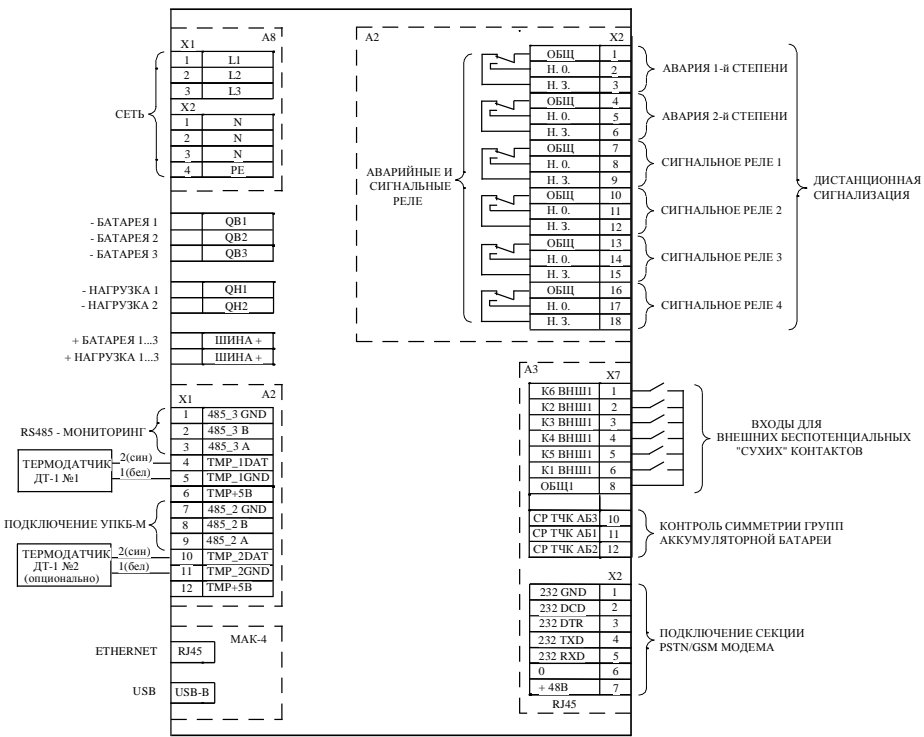 А8
X1
1 L1
2 L2
3 L3
X2
1 N
2 N
3 N
4 PE
СЕТЬ
- БАТАРЕЯ 1 QB1
- БАТАРЕЯ 2 QB2
- БАТАРЕЯ 3 QB3
- НАГРУЗКА 1 QH1
- НАГРУЗКА 2 QH2
+ БАТАРЕЯ 1...3 ШИНА +
+ НАГРУЗКА 1...3 ШИНА +
А2
X1
1 485_3 GND
2 485_3 B
3 485_3 A
4 TMP_1DAT
5 TMP_1GND
6 TMP+5B
7 485_2 GND
8 485_2 B
9 485_2 A
10 TMP_2DAT
11 TMP_2GND
12 TMP+5B
RS485 - МОНИТОРИНГ
ТЕРМОДАТЧИК
ДТ-1 №1
2(син)
1(бел)
ПОДКЛЮЧЕНИЕ УПКБ-М
ТЕРМОДАТЧИК
ДТ-1 №2
(опционально)
2(син)
1(бел)
МАК-4
ETHERNET RJ45
USB USB-B
А2
X2
ОБЩ 1
Н. 0. 2
Н. З. 3
ОБЩ 4
Н. 0. 5
Н. З. 6
ОБЩ 7
Н. 0. 8
Н. З. 9
ОБЩ 10
Н. 0. 11
Н. З. 12
ОБЩ 13
Н. 0. 14
Н. З. 15
ОБЩ 16
Н. 0. 17
Н. З. 18
АВАРИЙНЫЕ И
СИГНАЛЬНЫЕ
РЕЛЕ
АВАРИЯ 1-й СТЕПЕНИ
АВАРИЯ 2-й СТЕПЕНИ
СИГНАЛЬНОЕ РЕЛЕ 1
СИГНАЛЬНОЕ РЕЛЕ 2
СИГНАЛЬНОЕ РЕЛЕ 3
СИГНАЛЬНОЕ РЕЛЕ 4
ДИСТАНЦИОННАЯ
СИГНАЛИЗАЦИЯ
А3
X7
К6 ВНШ1 1
К2 ВНШ1 2
К3 ВНШ1 3
К4 ВНШ1 4
К5 ВНШ1 5
К1 ВНШ1 6
ОБЩ1 8
СР ТЧК АБ3 10
СР ТЧК АБ1 11
СР ТЧК АБ2 12
ВХОДЫ ДЛЯ
ВНЕШНИХ БЕСПОТЕНЦИАЛЬНЫХ
"СУХИХ" КОНТАКТОВ
КОНТРОЛЬ СИММЕТРИИ ГРУПП
АККУМУЛЯТОРНОЙ БАТАРЕИ
X2
232 GND 1
232 DCD 2
232 DTR 3
232 TXD 4
232 RXD 5
0 6
+ 48В 7
RJ45
ПОДКЛЮЧЕНИЕ СЕКЦИИ
PSTN/GSM МОДЕМА